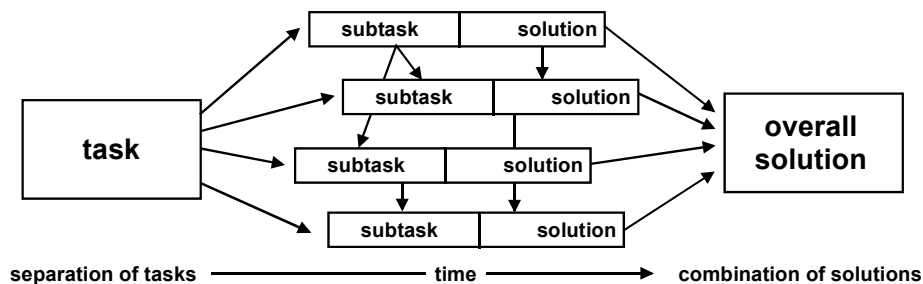 subtask solution
subtask solution
task
overall
solution
subtask solution
subtask solution
separation of tasks time combination of solutions